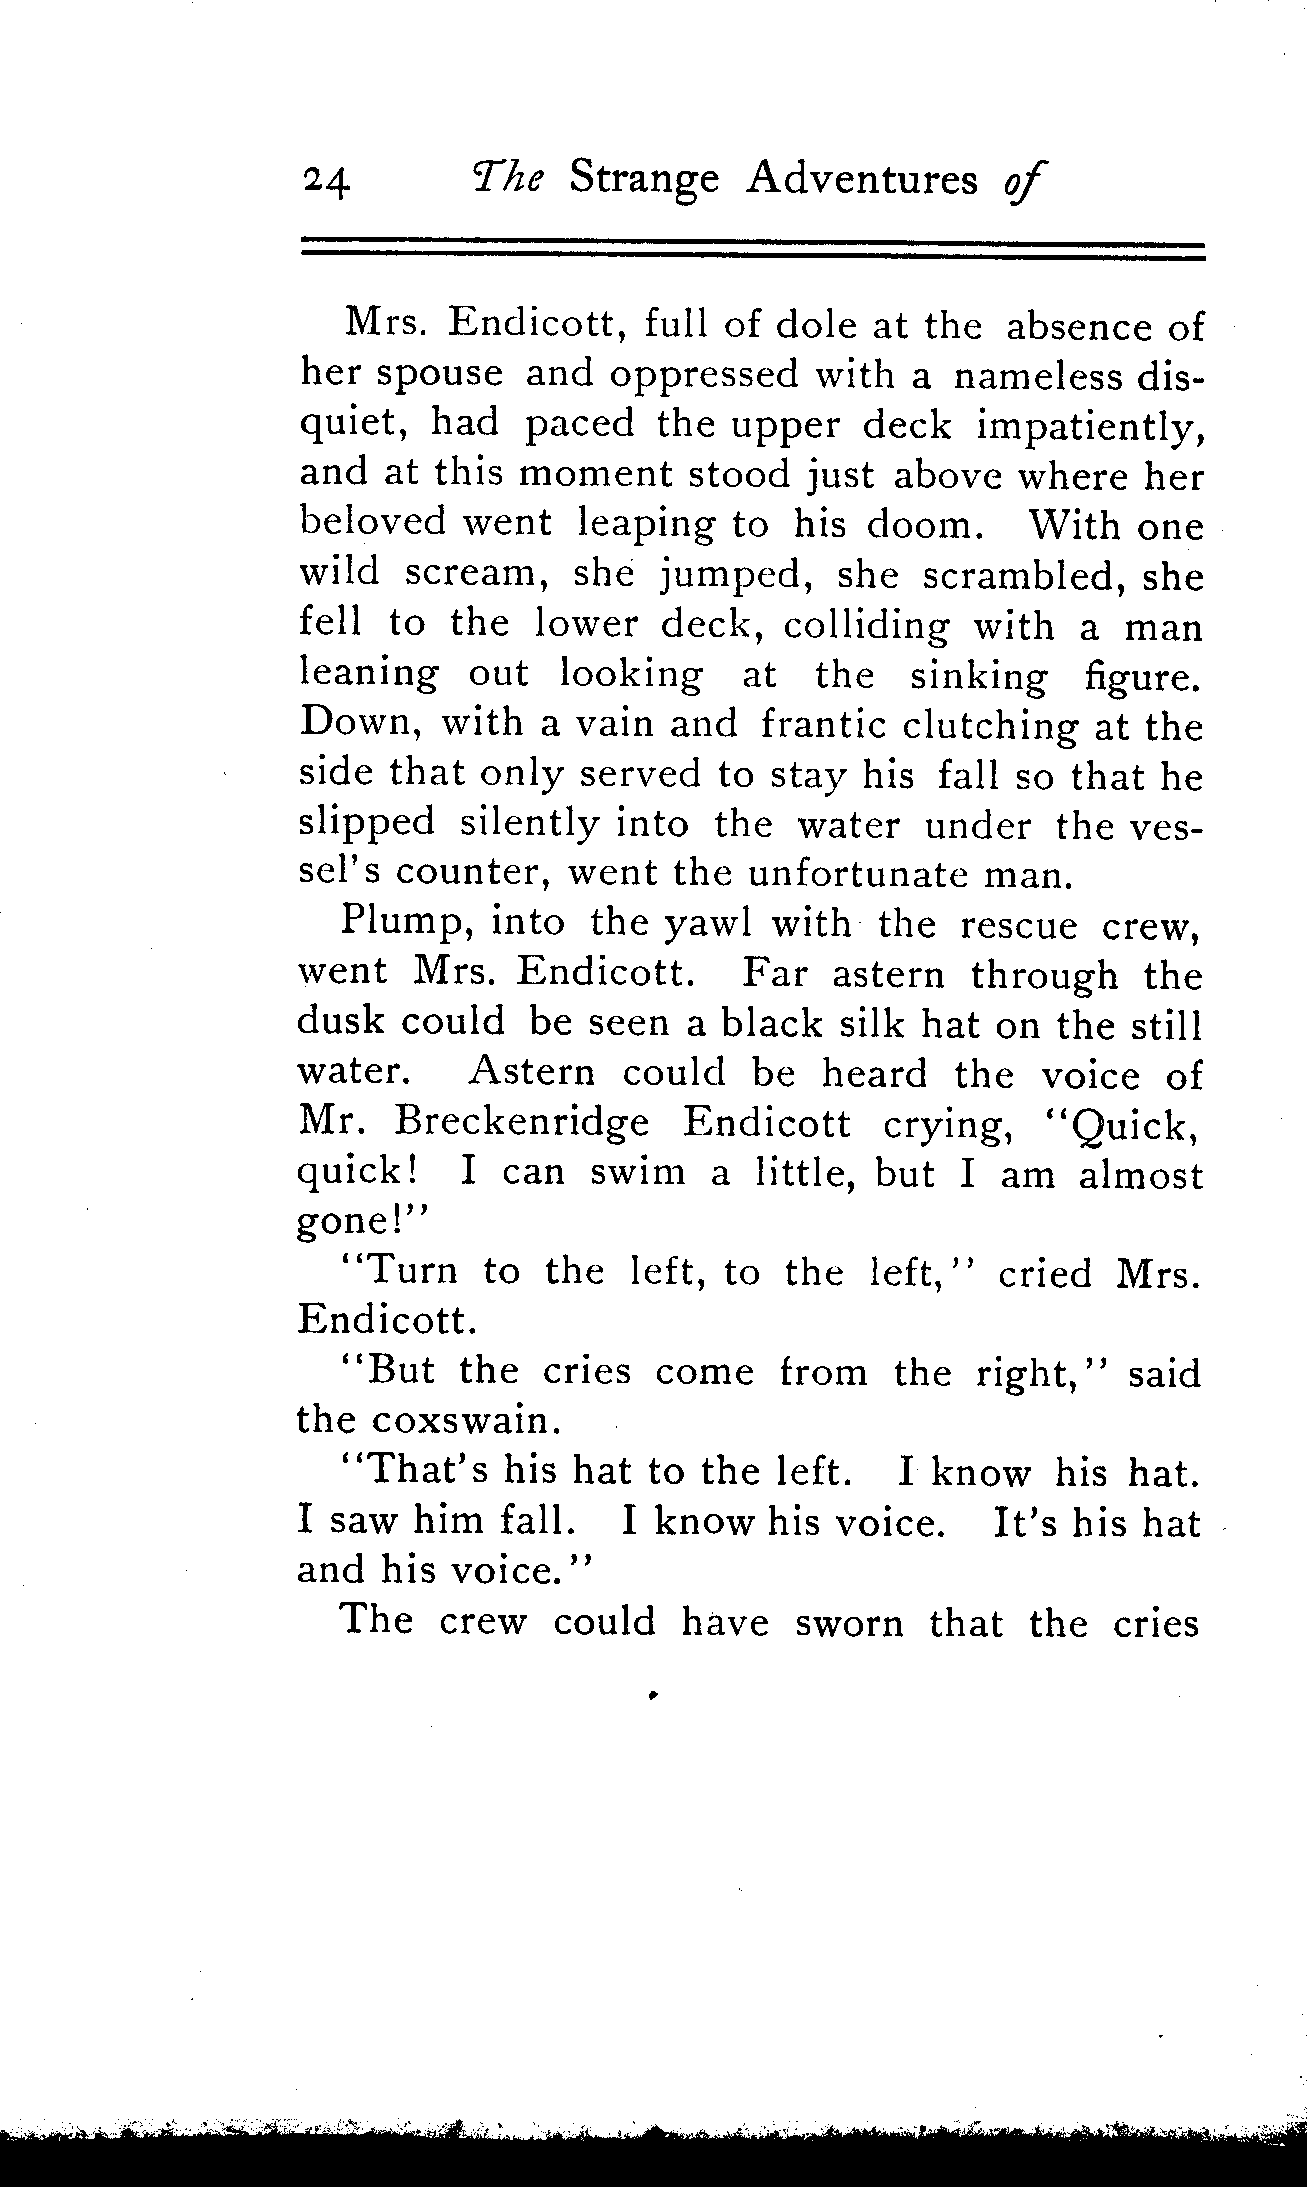 24 The Strange Adventures of
Mrs. Endicott, full of dole at the absence of
her spouse and oppressed with a nameless dis-
quiet, had paced the upper deck impatiently,
and at this moment stood just above where her
beloved went leaping to his doom. With one
wild scream, she jumped, she scrambled, she
fell to the lower deck, colliding with a man
leaning out looking at the sinking figure.
Down, with a vain and frantic clutching at the
side that only served to stay his fall so that he
slipped silently into the water under the ves-
sel's counter, went the unfortunate man.
Plump, into the yawl with the rescue crew,
went Mrs. Endicott. Far astern through the
dusk could be seen a black silk hat on the still
water. Astern could be heard the voice of
Mr. Breckenridge Endicott crying, "Quick,
quick! I can swim a little, but I am almost
gone!"
"Turn to the left, to the left," cried Mrs.
Endicott.
"But the cries come from the right," said
the coxswain.
"That's his hat to the left. I know his hat.
I saw him fall. I know his voice. It's his hat
and his voice."
The crew could have sworn that the cries